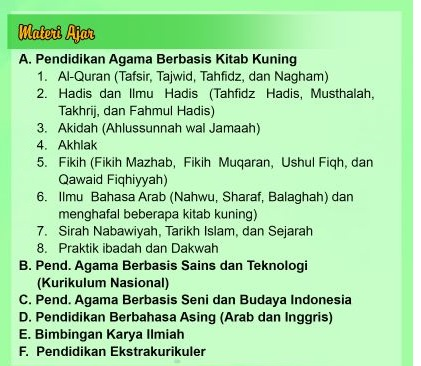 Materi Ajar
A. Pendidikan Agama Berbasis Kitab Kuning
1. Al-Quran (Tafsir, Tajwid, Tahfidz, dan Nagham)
2. Hadis dan Ilmu Hadis (Tahfidz Hadis, Musthalah,
Takhrij, dan Fahmul Hadis)
3. Akidah (Ahlussunnah wal Jamaah)
4. Akhlak
5. Fikih (Fikih Mazhab, Fikih Muqaran, Ushul Fiqh, dan
Qawaid Fiqhiyyah)
6. Ilmu Bahasa Arab (Nahwu, Sharaf, Balaghah) dan
menghafal beberapa kitab kuning)
7. Sirah Nabawiyah, Tarikh Islam, dan Sejarah
8. Praktik ibadah dan Dakwah
B. Pend. Agama Berbasis Sains dan Teknologi
(Kurikulum Nasional)
C. Pend. Agama Berbasis Seni dan Budaya Indonesia
D. Pendidikan Berbahasa Asing (Arab dan Inggris)
E. Bimbingan Karya Ilmiah
F. Pendidikan Ekstrakurikuler